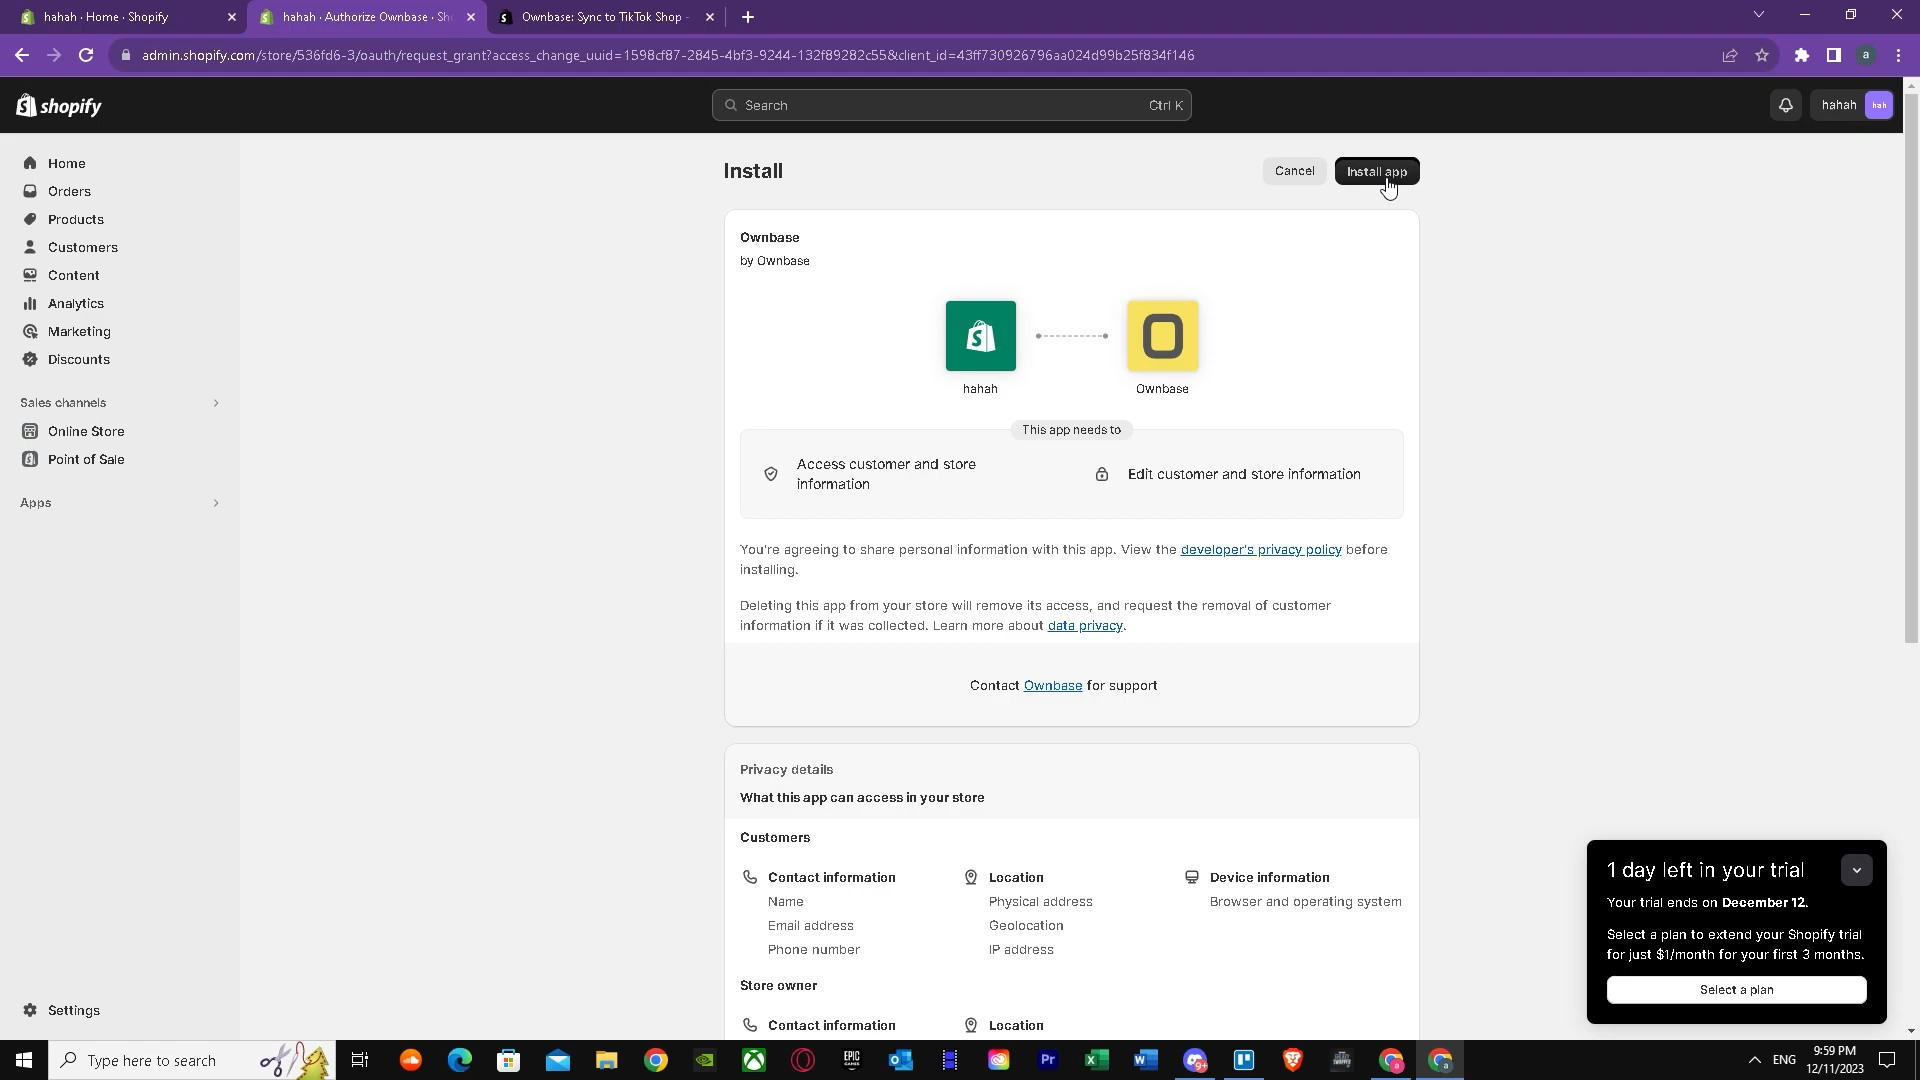 hahah · Home · Shopify
hahah · Authorize Ownbase · Sh
Ownbase: Sync to TikTok Shop -
admin.shopify.com/store/536fd6-3/oauth/request_grant?access_change_uuid=1598cf87-2845-4bf3-9244-132f89282c55&client_id=43ff730926796aa024d99b25f834f146
a
shopify
Search
Ctrl K
hahah
hah
Home
Orders
Products
Customers
Content
Analytics
Marketing
Discounts
Sales channels
Online Store
Point of Sale
Apps
Settings
Install
Cancel
Install app
Ownbase
by Ownbase
hahah
Ownbase
This app needs to
Access customer and store
information
Edit customer and store information
You're agreeing to share personal information with this app. View the developer's privacy policy before
installing.
Deleting this app from your store will remove its access, and request the removal of customer
information if it was collected. Learn more about data privacy.
Contact Ownbase for support
Privacy details
What this app can access in your store
Customers
Contact information
Name
Email address
Phone number
Location
Physical address
Geolocation
IP address
Device information
Browser and operating system
Store owner
Contact information
Location
1 day left in your trial
Your trial ends on December 12.
Select a plan to extend your Shopify trial
for just $1/month for your first 3 months.
Select a plan
Type here to search
EPIC
GAMES
Pr
9+
a
a
ENG
9:59 PM
12/11/2023